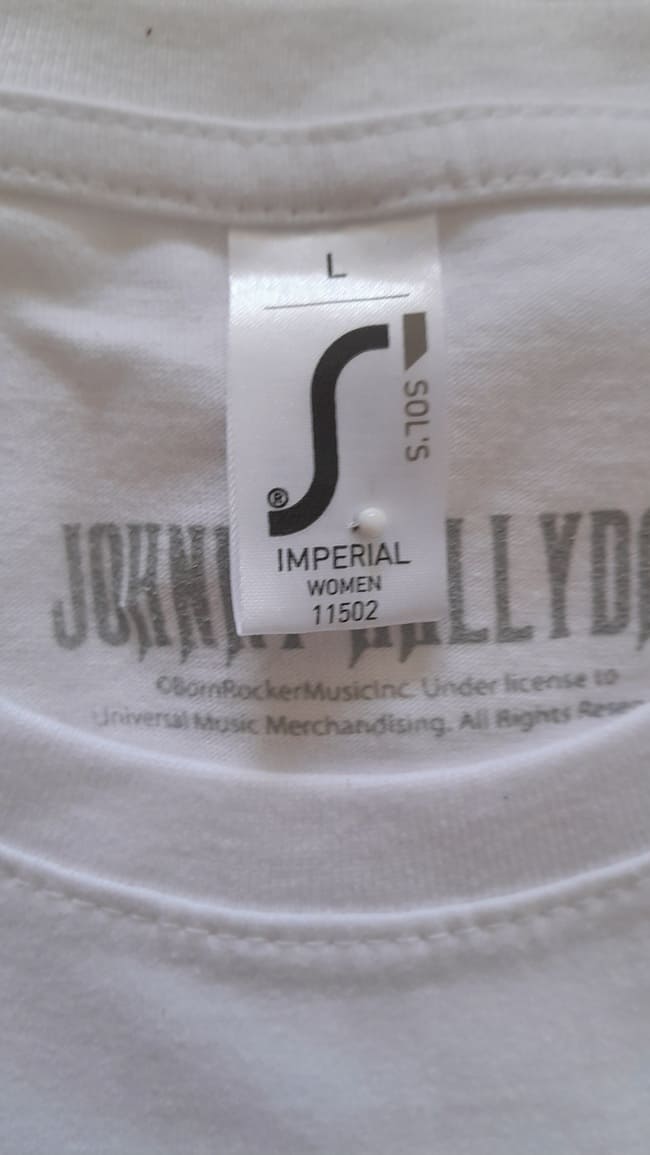 L
SOL'S
®
IMPERIAL
WOMEN
11502
©BornRockerMusicInc. Under license to
Universal Music Merchandising. All Rights